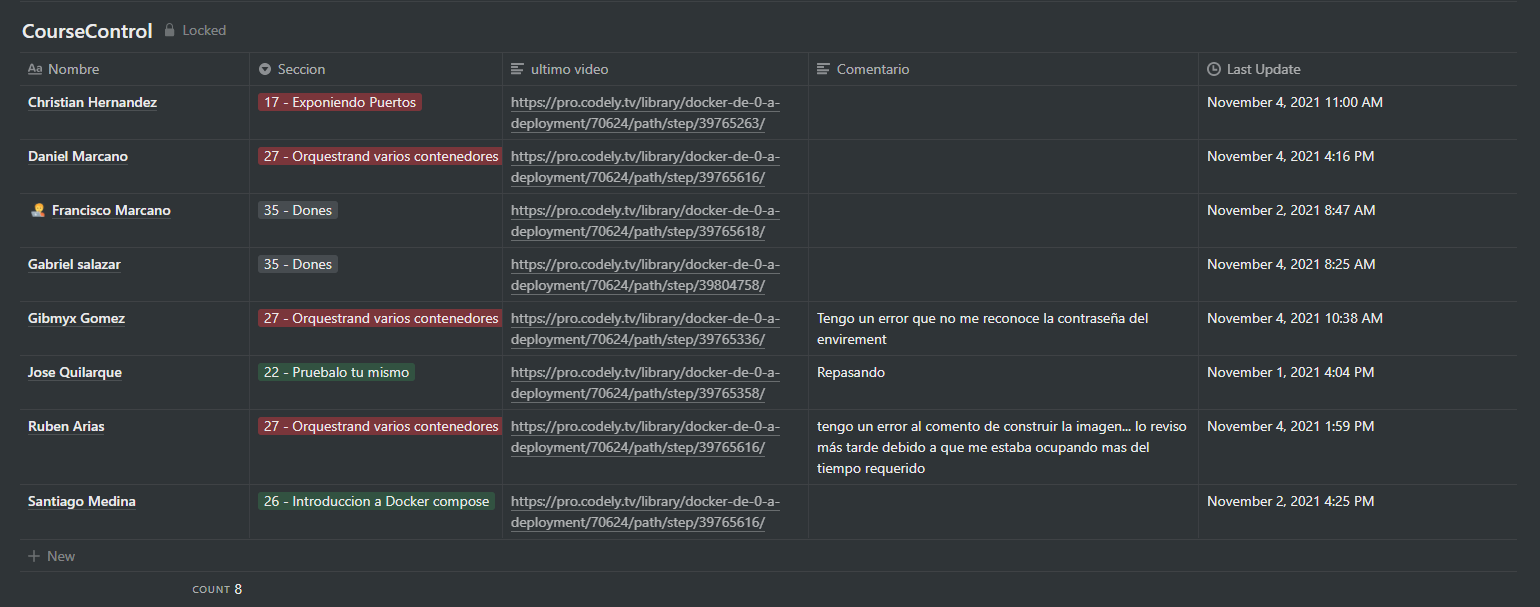 CourseControl Locked
Aa Nombre Seccion ultimo video Comentario Last Update
Christian Hernandez 17 - Exponiendo Puertos https://pro.codely.tv/library/docker-de-0-a- November 4, 2021 11:00 AM
deployment/70624/path/step/39765263/
Daniel Marcano 27 - Orquestrand varios contenedores https://pro.codely.tv/library/docker-de-0-a- November 4, 2021 4:16 PM
deployment/70624/path/step/39765616/
Francisco Marcano 35 - Dones https://pro.codely.tv/library/docker-de-0-a- November 2, 2021 8:47 AM
deployment/70624/path/step/39765618/
Gabriel salazar 35 - Dones https://pro.codely.tv/library/docker-de-0-a- November 4, 2021 8:25 AM
deployment/70624/path/step/39804758/
Gibmyx Gomez 27 - Orquestrand varios contenedores https://pro.codely.tv/library/docker-de-0-a- Tengo un error que no me reconoce la contraseña del November 4, 2021 10:38 AM
deployment/70624/path/step/39765336/ envirement
Jose Quilarque 22 - Pruebalo tu mismo https://pro.codely.tv/library/docker-de-0-a- Repasando November 1, 2021 4:04 PM
deployment/70624/path/step/39765358/
Ruben Arias 27 - Orquestrand varios contenedores https://pro.codely.tv/library/docker-de-0-a- tengo un error al comento de construir la imagen... lo reviso November 4, 2021 1:59 PM
deployment/70624/path/step/39765616/ más tarde debido a que me estaba ocupando mas del
tiempo requerido
Santiago Medina 26 - Introduccion a Docker compose https://pro.codely.tv/library/docker-de-0-a- November 2, 2021 4:25 PM
deployment/70624/path/step/39765616/
+ New
COUNT 8